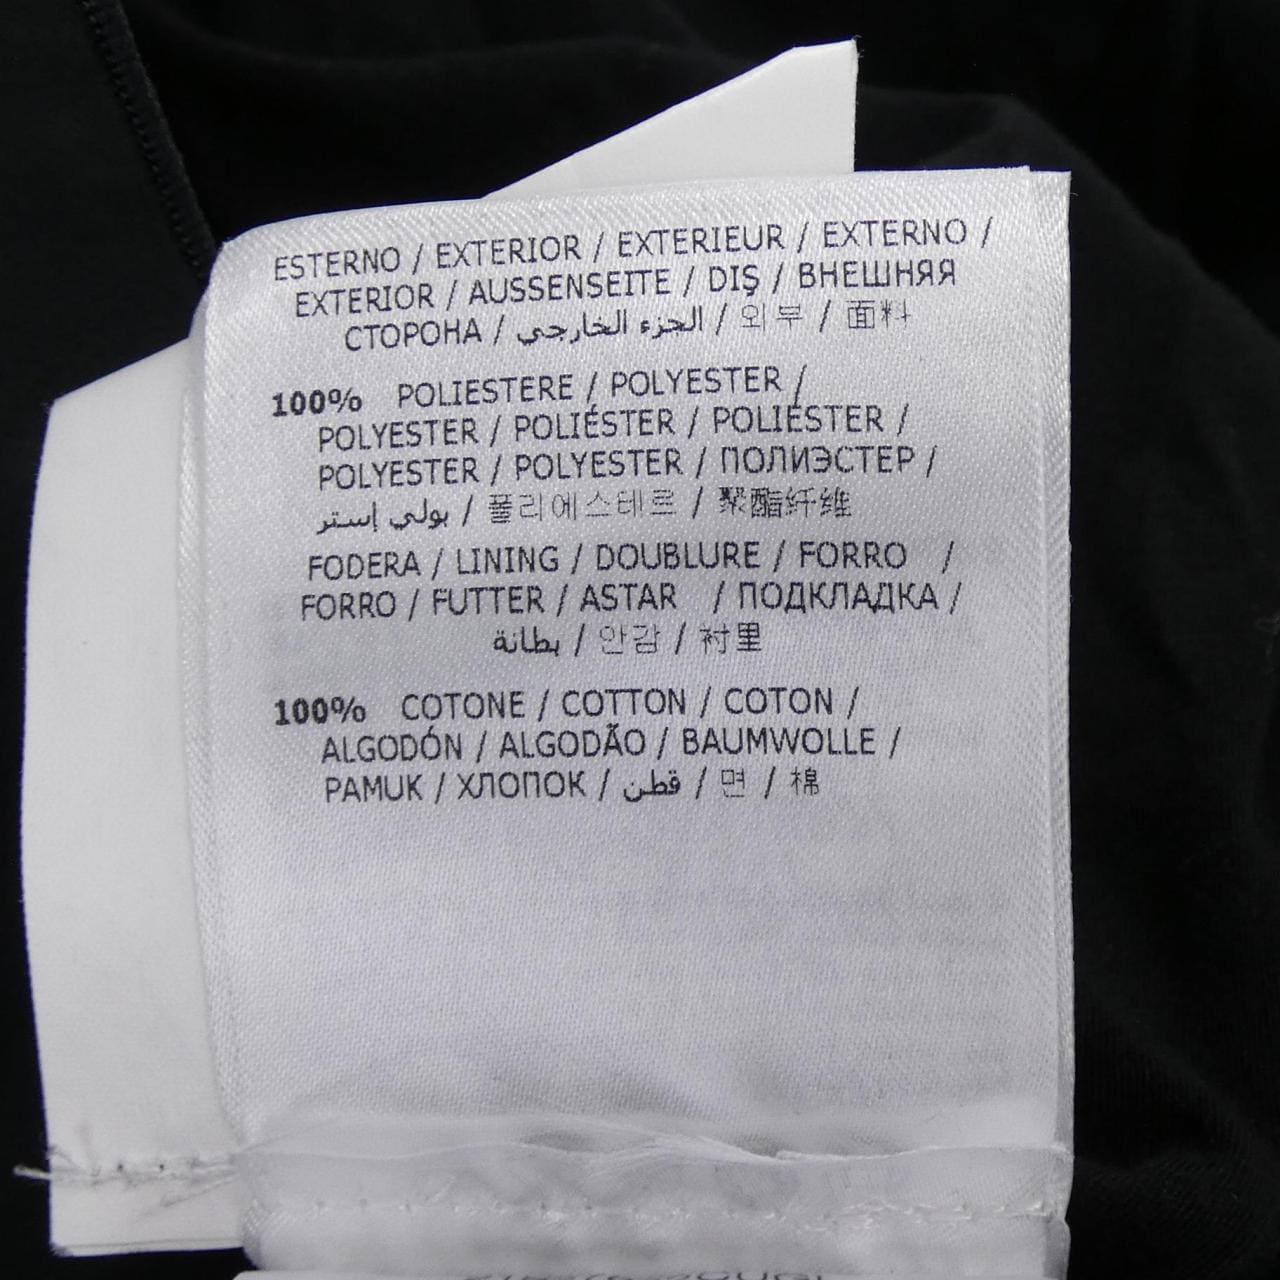 ESTERNO / EXTERIOR / EXTERIEUR / EXTERNO /
EXTERIOR / AUSSENSEITE / DIŞ / ВНЕШНЯЯ
СТОРОНА / الجزء الخارجي / 외부 / 面料
100% POLIESTERE / POLYESTER /
POLYESTER / POLIÉSTER / POLIÉSTER /
POLYESTER / POLYESTER / ПОЛИЭСТЕР /
بولي إستر / 폴리에스테르 / 聚酯纤维
FODERA / LINING / DOUBLURE / FORRO /
FORRO / FUTTER / ASTAR / ПОДКЛАДКА /
بطانة / 안감 / 衬里
100% COTONE / COTTON / COTON /
ALGODÓN / ALGODÃO / BAUMWOLLE /
PAMUK / ХЛОПОК / قطن / 면 / 棉